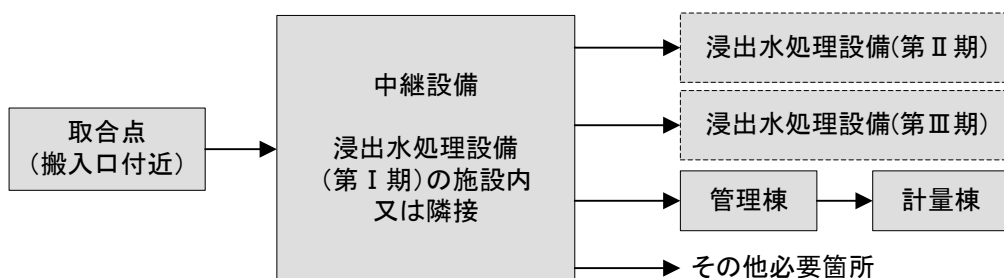 取合点
(搬入口付近)
中継設備
浸出水処理設備
(第Ⅰ期)の施設内
又は隣接
浸出水処理設備(第Ⅱ期)
浸出水処理設備(第Ⅲ期)
管理棟
計量棟
その他必要箇所